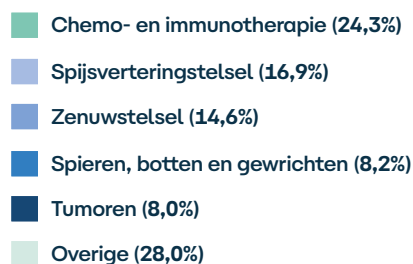 Chemo- en immunotherapie (24,3%)
Spijsverteringstelsel (16,9%)
Zenuwstelsel (14,6%)
Spieren, botten en gewrichten (8,2%)
Tumoren (8,0%)
Overige (28,0%)